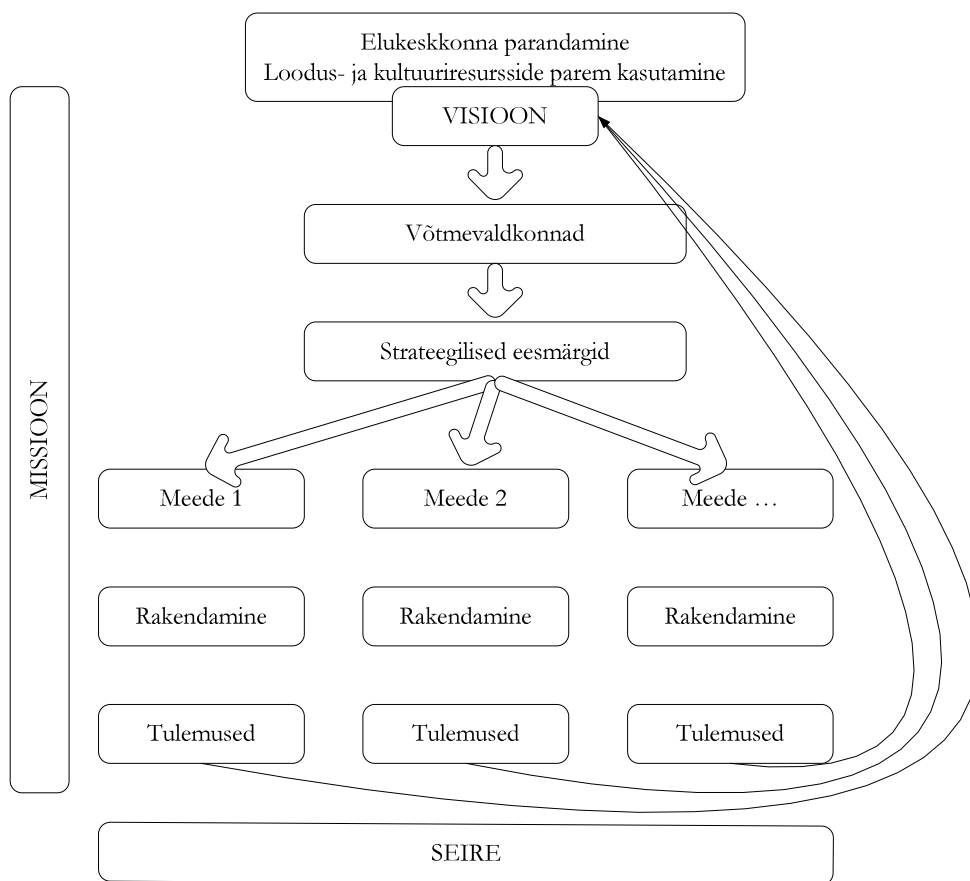 Elukeskkonna parandamine
Loodus- ja kultuuriresursside parem kasutamine
VISIOON
Võtmevaldkonnad
Strateegilised eesmärgid
MISSIOON
Meede 1
Meede 2
Meede …
Rakendamine
Rakendamine
Rakendamine
Tulemused
Tulemused
Tulemused
SEIRE